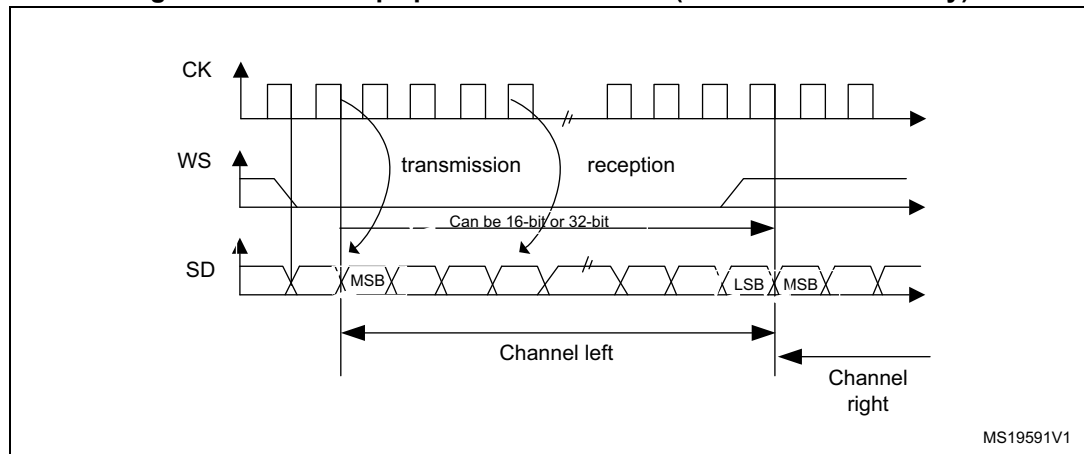 CK
WS
transmission
reception
Can be 16-bit or 32-bit
SD
MSB
LSB
MSB
Channel left
Channel
right
MS19591V1